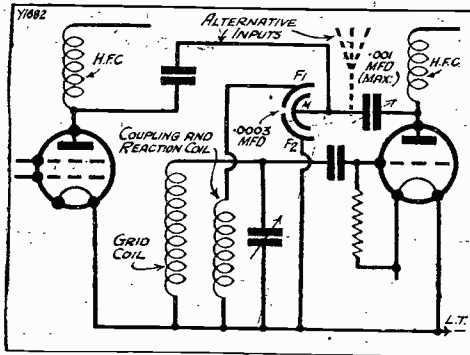 Y1682
ALTERNATIVE
INPUTS
.001
MFD
(MAX.)
H.F.C.
H.F.C.
F1
M
F2
.0003
MFD
COUPLING AND
REACTION COIL
GRID
COIL
L.T.